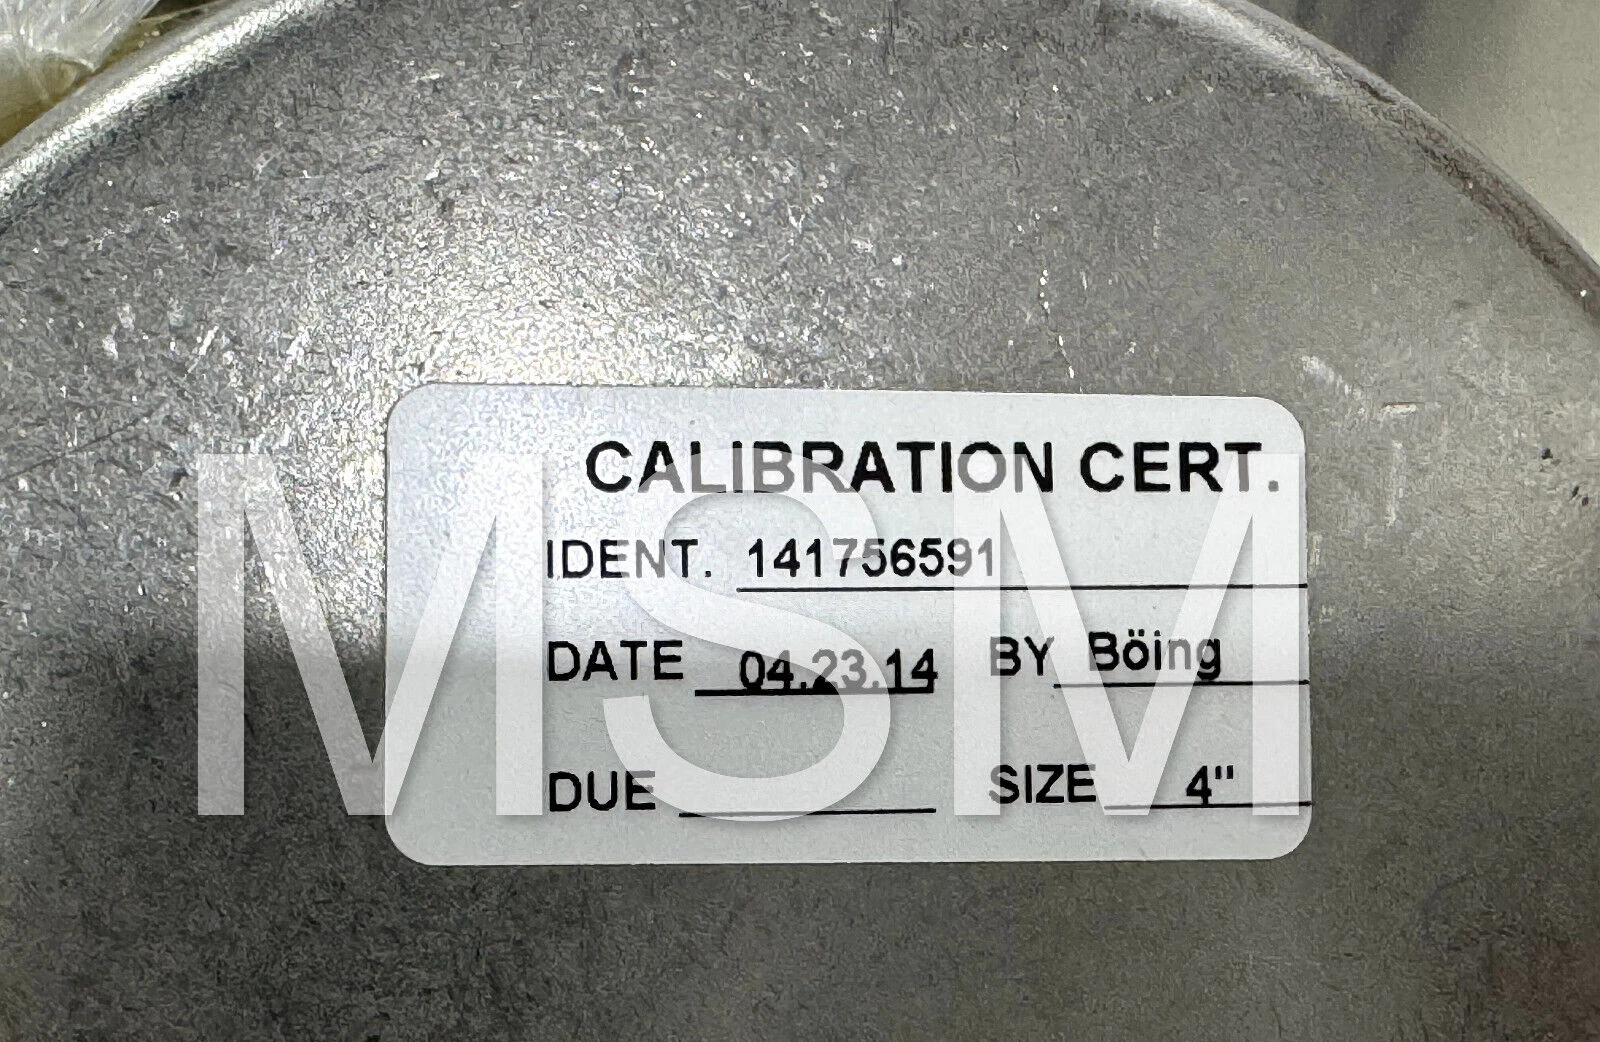 CALIBRATION CERT.
IDENT. 141756591
DATE 04.23.14 BY Böing
DUE SIZE 4"
MSM